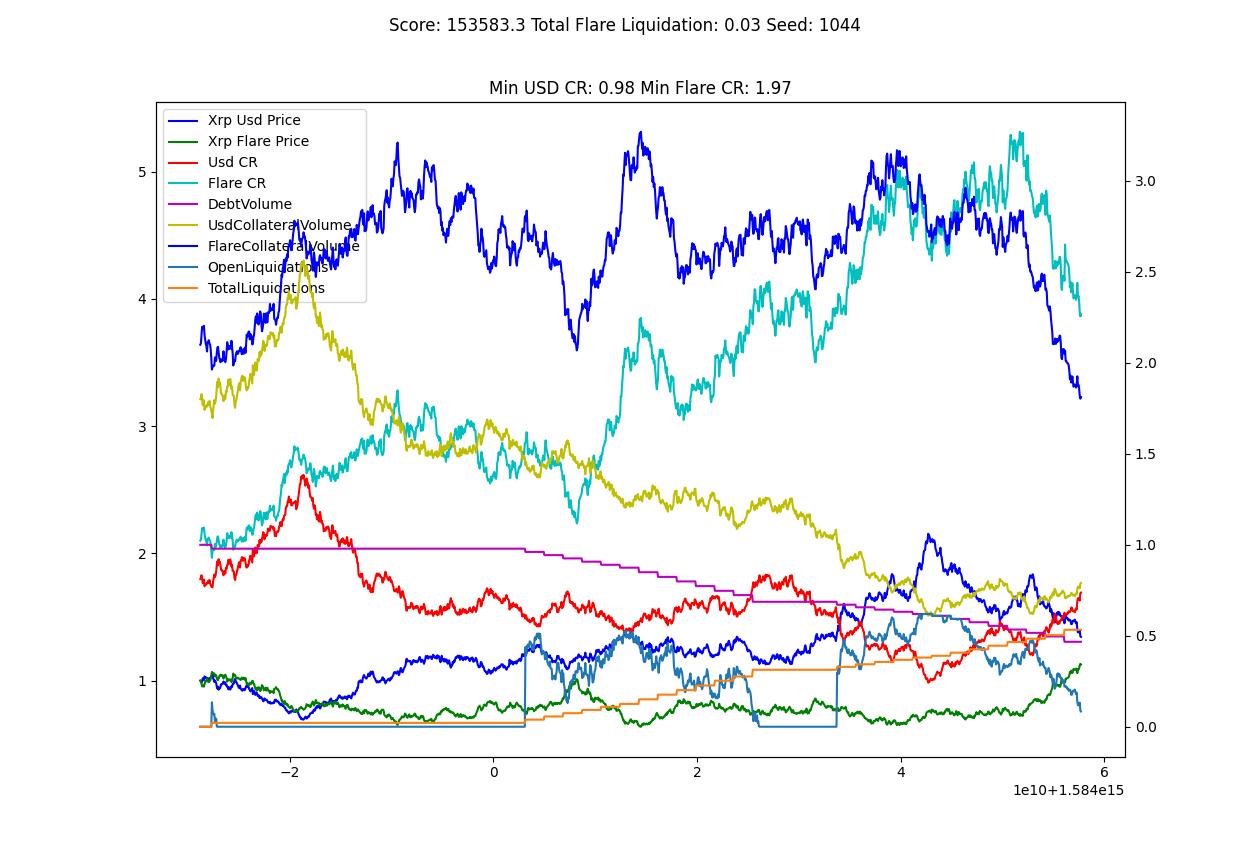 Score: 153583.3 Total Flare Liquidation: 0.03 Seed: 1044
Min USD CR: 0.98 Min Flare CR: 1.97
Xrp Usd Price
Xrp Flare Price
Usd CR
Flare CR
DebtVolume
UsdCollateralVolume
FlareCollateralVolume
OpenLiquidations
TotalLiquidations
5
4
3
2
1
3.0
2.5
2.0
1.5
1.0
0.5
0.0
−2 0 2 4 6
1e10+1.584e15